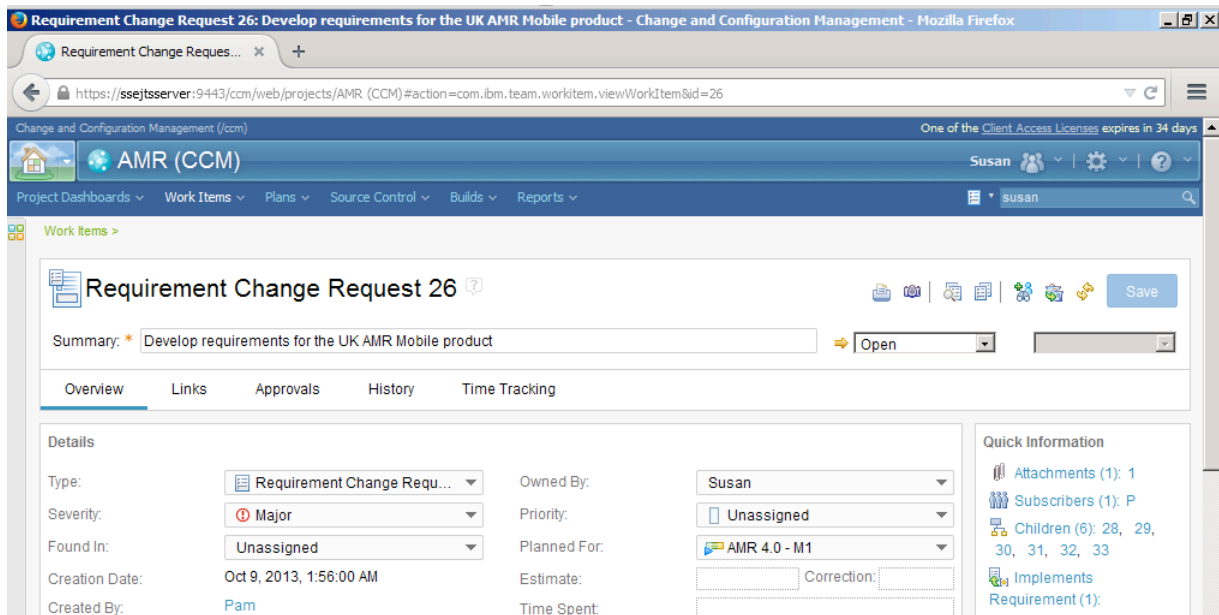 Requirement Change Request 26: Develop requirements for the UK AMR Mobile product - Change and Configuration Management - Mozilla Firefox
Requirement Change Reques... × +
https://ssejtsserver:9443/ccm/web/projects/AMR (CCM)#action=com.ibm.team.workitem.viewWorkItem&id=26
Change and Configuration Management (/ccm) One of the Client Access Licenses expires in 34 days
AMR (CCM) Susan
Project Dashboards Work Items Plans Source Control Builds Reports susan
Work Items >
Requirement Change Request 26 ?
Save
Summary: * Develop requirements for the UK AMR Mobile product Open
Overview Links Approvals History Time Tracking
Details Quick Information
Type: Requirement Change Requ... Owned By: Susan Attachments (1): 1
Severity: Major Priority: Unassigned Subscribers (1): P
Found In: Unassigned Planned For: AMR 4.0 - M1 Children (6): 28, 29,
30, 31, 32, 33
Creation Date: Oct 9, 2013, 1:56:00 AM Estimate: Correction: Implements
Created By: Pam Time Spent: Requirement (1):